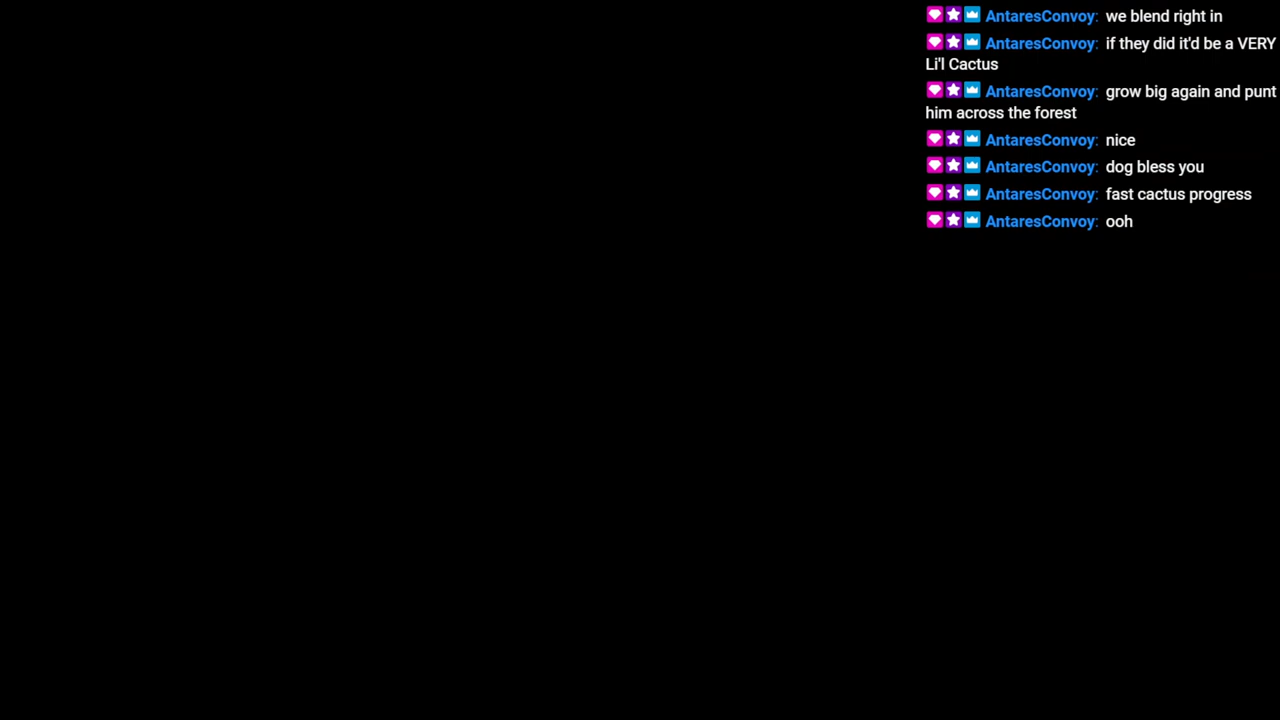 AntaresConvoy: we blend right in
AntaresConvoy: if they did it'd be a VERY
Li'l Cactus
AntaresConvoy: grow big again and punt
him across the forest
AntaresConvoy: nice
AntaresConvoy: dog bless you
AntaresConvoy: fast cactus progress
AntaresConvoy: ooh